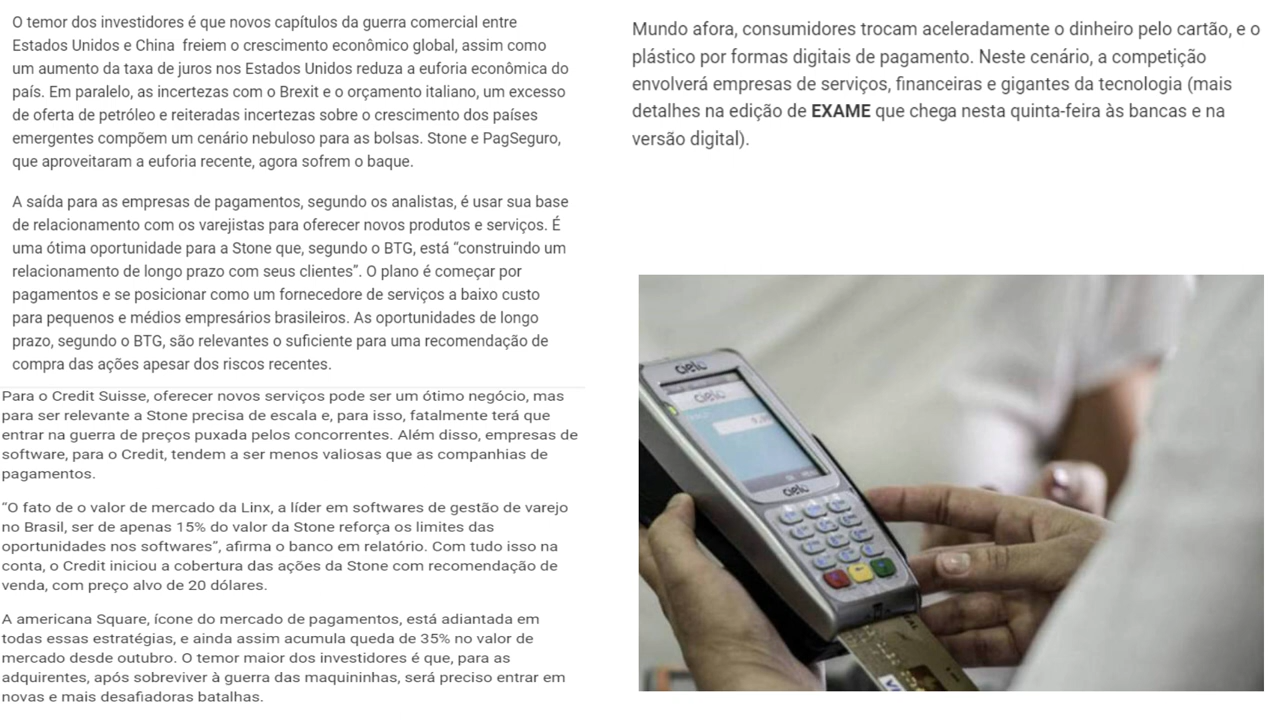 O temor dos investidores é que novos capítulos da guerra comercial entre
Estados Unidos e China  freiem o crescimento econômico global, assim como
um aumento da taxa de juros nos Estados Unidos reduza a euforia econômica do
país. Em paralelo, as incertezas com o Brexit e o orçamento italiano, um excesso
de oferta de petróleo e reiteradas incertezas sobre o crescimento dos países
emergentes compõem um cenário nebuloso para as bolsas. Stone e PagSeguro,
que aproveitaram a euforia recente, agora sofrem o baque.
A saída para as empresas de pagamentos, segundo os analistas, é usar sua base
de relacionamento com os varejistas para oferecer novos produtos e serviços. É
uma ótima oportunidade para a Stone que, segundo o BTG, está “construindo um
relacionamento de longo prazo com seus clientes”. O plano é começar por
pagamentos e se posicionar como um fornecedore de serviços a baixo custo
para pequenos e médios empresários brasileiros. As oportunidades de longo
prazo, segundo o BTG, são relevantes o suficiente para uma recomendação de
compra das ações apesar dos riscos recentes.
Para o Credit Suisse, oferecer novos serviços pode ser um ótimo negócio, mas
para ser relevante a Stone precisa de escala e, para isso, fatalmente terá que
entrar na guerra de preços puxada pelos concorrentes. Além disso, empresas de
software, para o Credit, tendem a ser menos valiosas que as companhias de
pagamentos.
“O fato de o valor de mercado da Linx, a líder em softwares de gestão de varejo
no Brasil, ser de apenas 15% do valor da Stone reforça os limites das
oportunidades nos softwares”, afirma o banco em relatório. Com tudo isso na
conta, o Credit iniciou a cobertura das ações da Stone com recomendação de
venda, com preço alvo de 20 dólares.
A americana Square, ícone do mercado de pagamentos, está adiantada em
todas essas estratégias, e ainda assim acumula queda de 35% no valor de
mercado desde outubro. O temor maior dos investidores é que, para as
adquirentes, após sobreviver à guerra das maquininhas, será preciso entrar em
novas e mais desafiadoras batalhas.
Mundo afora, consumidores trocam aceleradamente o dinheiro pelo cartão, e o
plástico por formas digitais de pagamento. Neste cenário, a competição
envolverá empresas de serviços, financeiras e gigantes da tecnologia (mais
detalhes na edição de EXAME que chega nesta quinta-feira às bancas e na
versão digital).
cielo
cielo
cielo